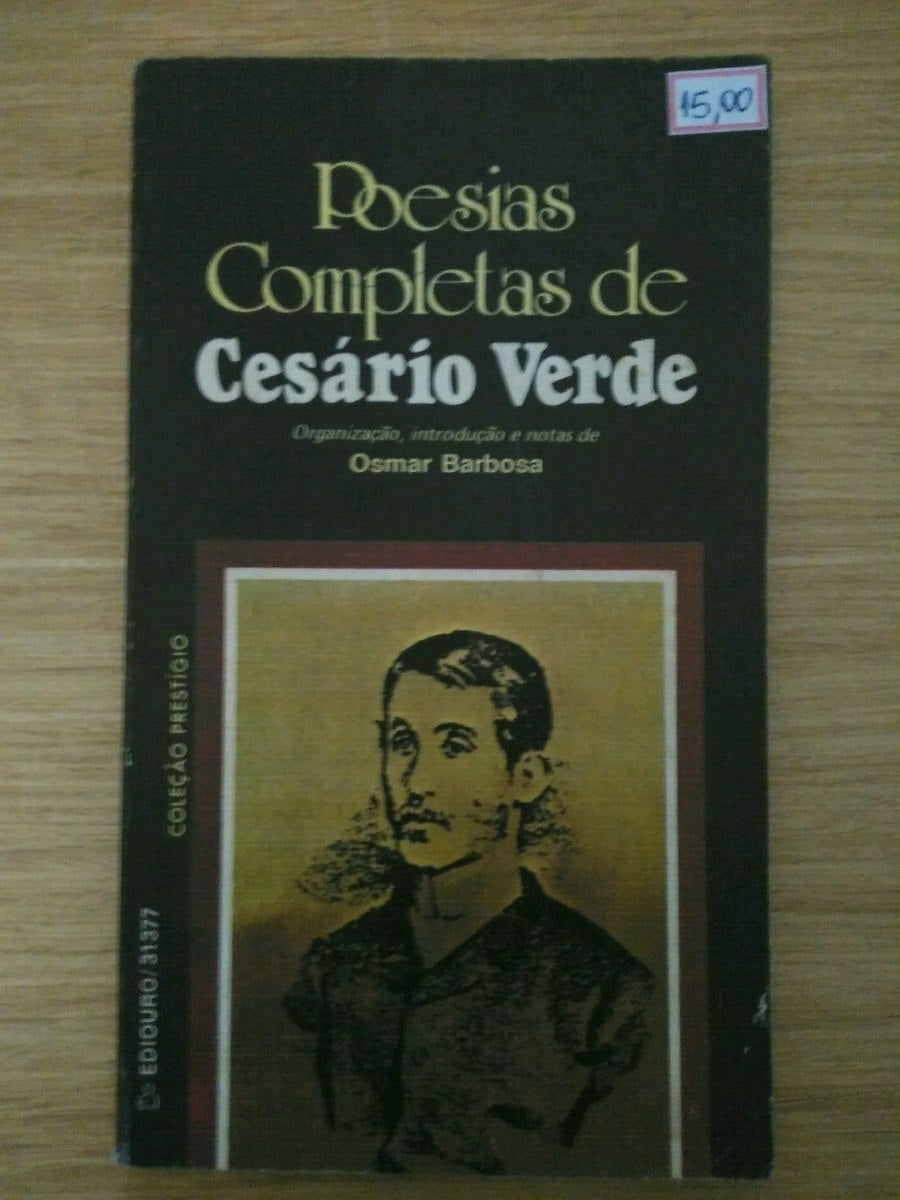 15,00
Poesias
Completas de
Cesário Verde
Organização, introdução e notas de
Osmar Barbosa
COLEÇÃO PRESTÍGIO
EDIOURO/31377